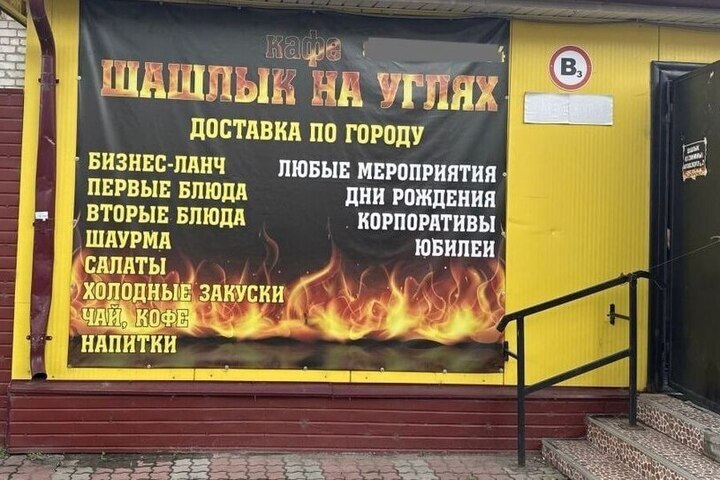 кафе
ШАШЛЫК НА УГЛЯХ
ДОСТАВКА ПО ГОРОДУ
БИЗНЕС-ЛАНЧ
ПЕРВЫЕ БЛЮДА
ВТОРЫЕ БЛЮДА
ШАУРМА
САЛАТЫ
ХОЛОДНЫЕ ЗАКУСКИ
ЧАЙ, КОФЕ
НАПИТКИ
ЛЮБЫЕ МЕРОПРИЯТИЯ
ДНИ РОЖДЕНИЯ
КОРПОРАТИВЫ
ЮБИЛЕИ
В3